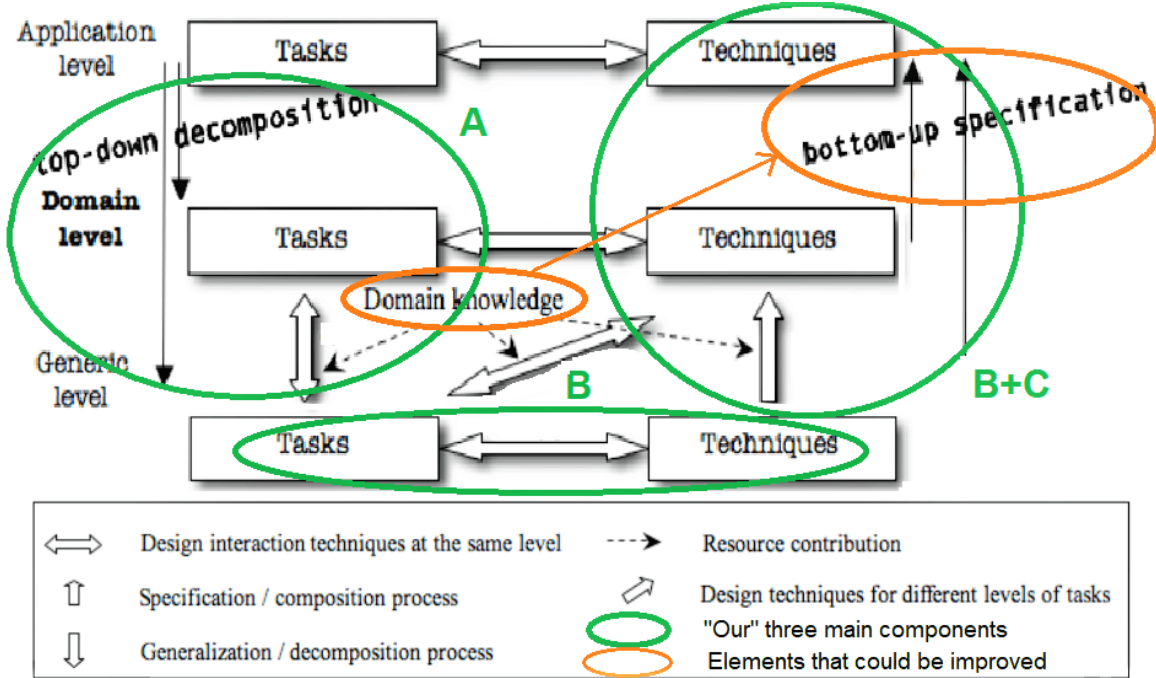 Application
level
Tasks
Techniques
top-down decomposition
A
bottom-up specification
Domain
level
Tasks
Techniques
Domain knowledge
Generic
level
B
B+C
Tasks
Techniques
Design interaction techniques at the same level
Resource contribution
Specification / composition process
Design techniques for different levels of tasks
"Our" three main components
Generalization / decomposition process
Elements that could be improved